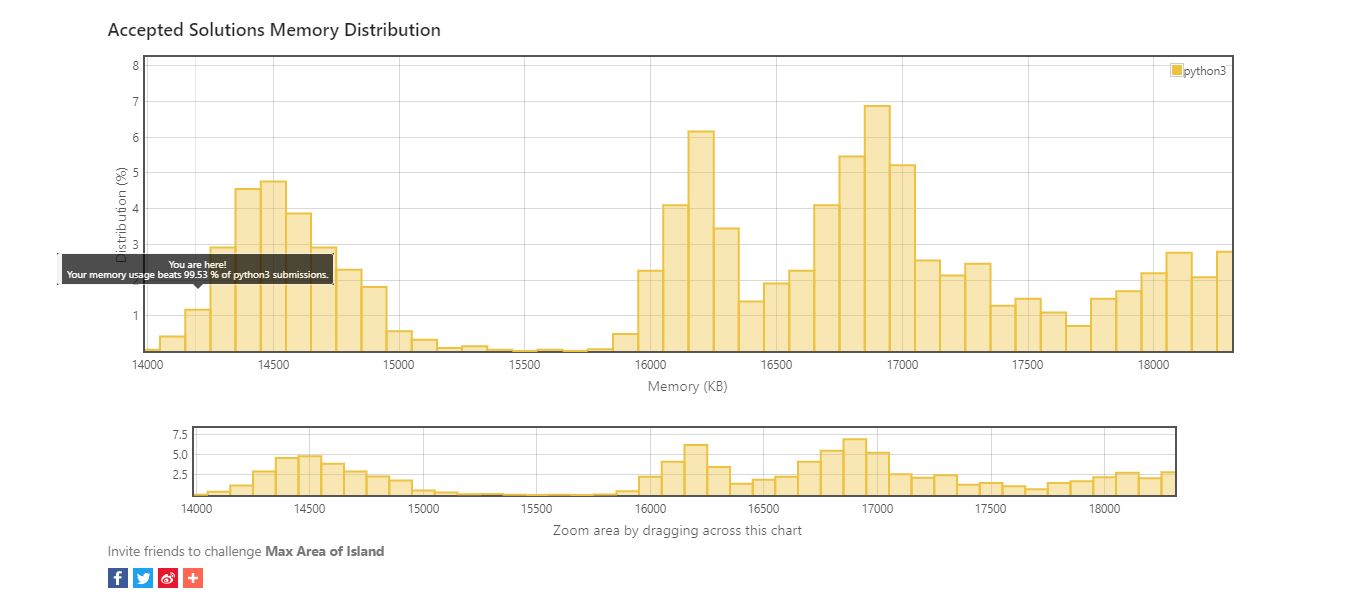 Accepted Solutions Memory Distribution
8
python3
7
6
5
Distribution (%)
4
3
You are here!
Your memory usage beats 99.53 % of python3 submissions.
2
1
14000 14500 15000 15500 16000 16500 17000 17500 18000
Memory (KB)
7.5
5.0
2.5
14000 14500 15000 15500 16000 16500 17000 17500 18000
Zoom area by dragging across this chart
Invite friends to challenge Max Area of Island